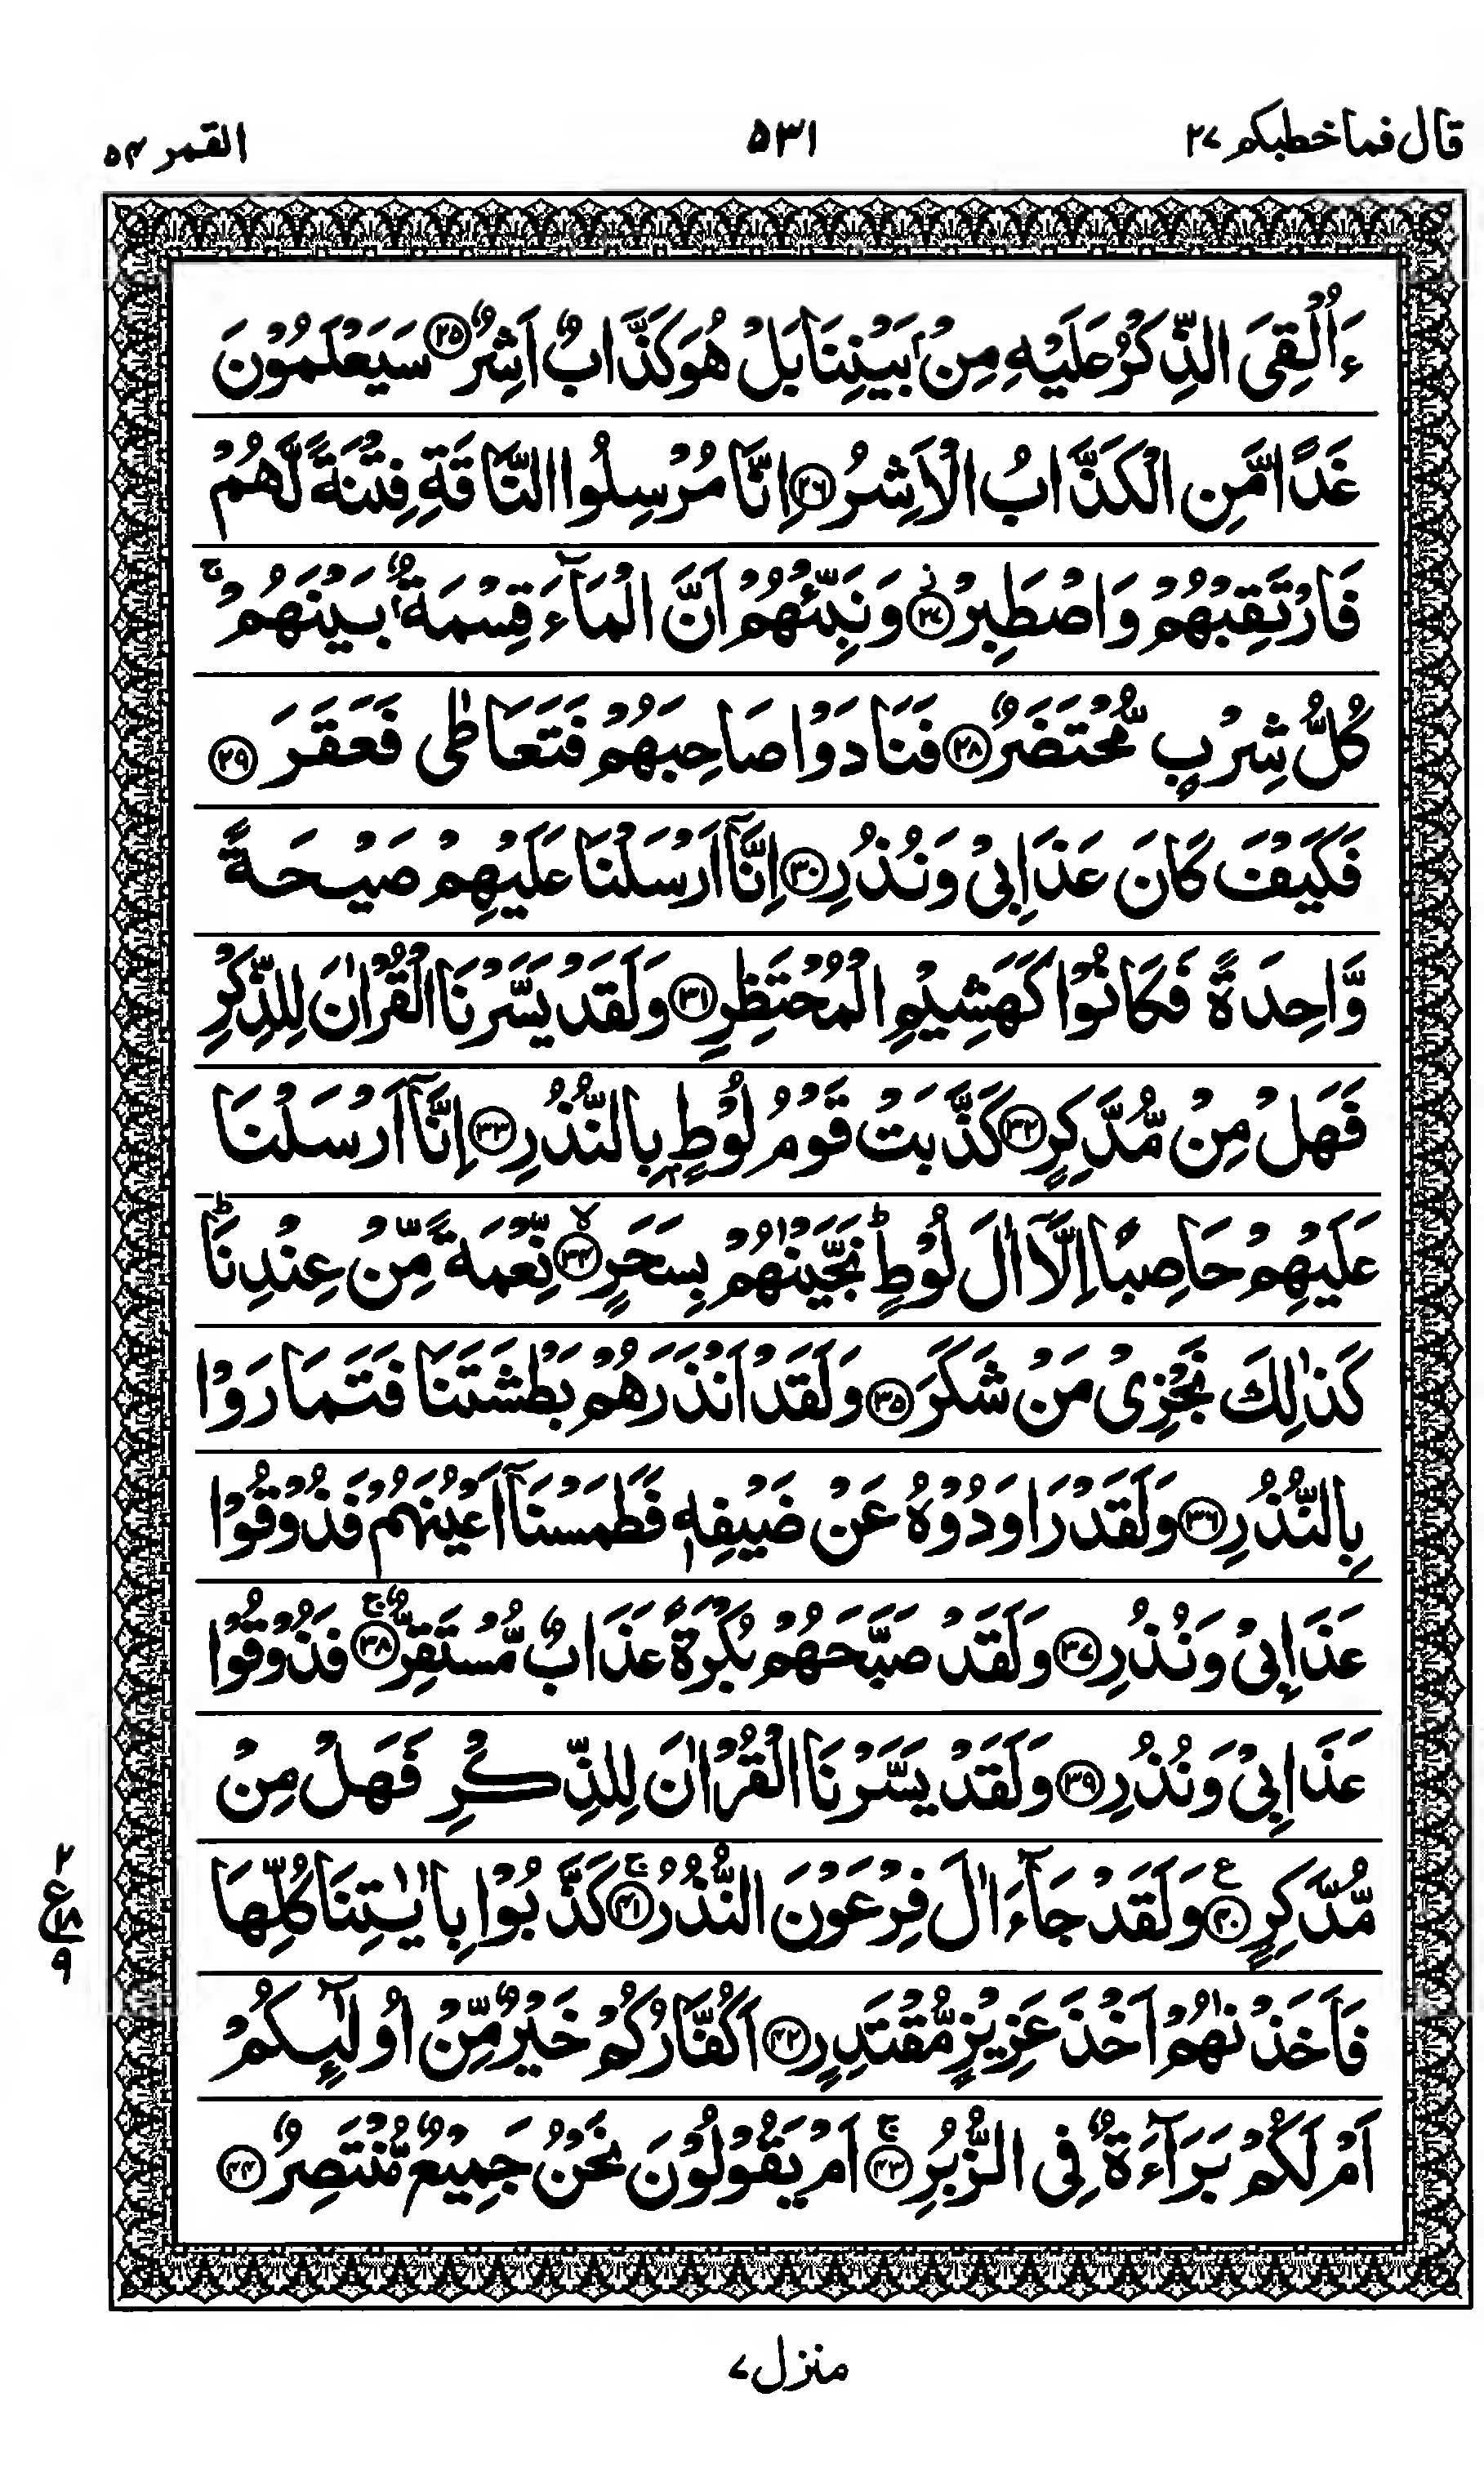 قال فما خطبكم ۲۷ ۵۳۱ القمر ۵۴
ءَاُلْقِیَ الذِّكْرُ عَلَیْهِ مِنْۢ بَیْنِنَا بَلْ هُوَ كَذَّابٌ اَشِرٌ ﴿۲۵﴾ سَیَعْلَمُوْنَ
غَدًا مَّنِ الْكَذَّابُ الْاَشِرُ ﴿۲۶﴾ اِنَّا مُرْسِلُوا النَّاقَةِ فِتْنَةً لَّهُمْ
فَارْتَقِبْهُمْ وَاصْطَبِرْ ﴿۲۷﴾ؗ وَنَبِّئْهُمْ اَنَّ الْمَآءَ قِسْمَةٌۢ بَیْنَهُمْ ۚ
كُلُّ شِرْبٍ مُّحْتَضَرٌ ﴿۲۸﴾ فَنَادَوْا صَاحِبَهُمْ فَتَعَاطٰی فَعَقَرَ ﴿۲۹﴾
فَكَیْفَ كَانَ عَذَابِیْ وَنُذُرِ ﴿۳۰﴾ اِنَّاۤ اَرْسَلْنَا عَلَیْهِمْ صَیْحَةً
وَّاحِدَةً فَكَانُوْا كَهَشِیْمِ الْمُحْتَظِرِ ﴿۳۱﴾ وَلَقَدْ یَسَّرْنَا الْقُرْاٰنَ لِلذِّكْرِ
فَهَلْ مِنْ مُّدَّكِرٍ ﴿۳۲﴾ كَذَّبَتْ قَوْمُ لُوْطٍۭ بِالنُّذُرِ ﴿۳۳﴾ اِنَّاۤ اَرْسَلْنَا
عَلَیْهِمْ حَاصِبًا اِلَّاۤ اٰلَ لُوْطٍ ؕ نَجَّیْنٰهُمْ بِسَحَرٍ ﴿۳۴﴾ۙ نِّعْمَةً مِّنْ عِنْدِنَا ؕ
كَذٰلِكَ نَجْزِیْ مَنْ شَكَرَ ﴿۳۵﴾ وَلَقَدْ اَنْذَرَهُمْ بَطْشَتَنَا فَتَمَارَوْا
بِالنُّذُرِ ﴿۳۶﴾ وَلَقَدْ رَاوَدُوْهُ عَنْ ضَیْفِهٖ فَطَمَسْنَاۤ اَعْیُنَهُمْ فَذُوْقُوْا
عَذَابِیْ وَنُذُرِ ﴿۳۷﴾ وَلَقَدْ صَبَّحَهُمْ بُكْرَةً عَذَابٌ مُّسْتَقِرٌّ ﴿۳۸﴾ۚ فَذُوْقُوْا
عَذَابِیْ وَنُذُرِ ﴿۳۹﴾ وَلَقَدْ یَسَّرْنَا الْقُرْاٰنَ لِلذِّكْرِ فَهَلْ مِنْ
مُّدَّكِرٍ ﴿۴۰﴾ ع وَلَقَدْ جَآءَ اٰلَ فِرْعَوْنَ النُّذُرُ ﴿۴۱﴾ۚ كَذَّبُوْا بِاٰیٰتِنَا كُلِّهَا
فَاَخَذْنٰهُمْ اَخْذَ عَزِیْزٍ مُّقْتَدِرٍ ﴿۴۲﴾ اَكُفَّارُكُمْ خَیْرٌ مِّنْ اُولٰٓىِٕكُمْ
اَمْ لَكُمْ بَرَآءَةٌ فِی الزُّبُرِ ﴿۴۳﴾ۚ اَمْ یَقُوْلُوْنَ نَحْنُ جَمِیْعٌ مُّنْتَصِرٌ ﴿۴۴﴾
۲
ع ۱۸
۹
منزل ۷